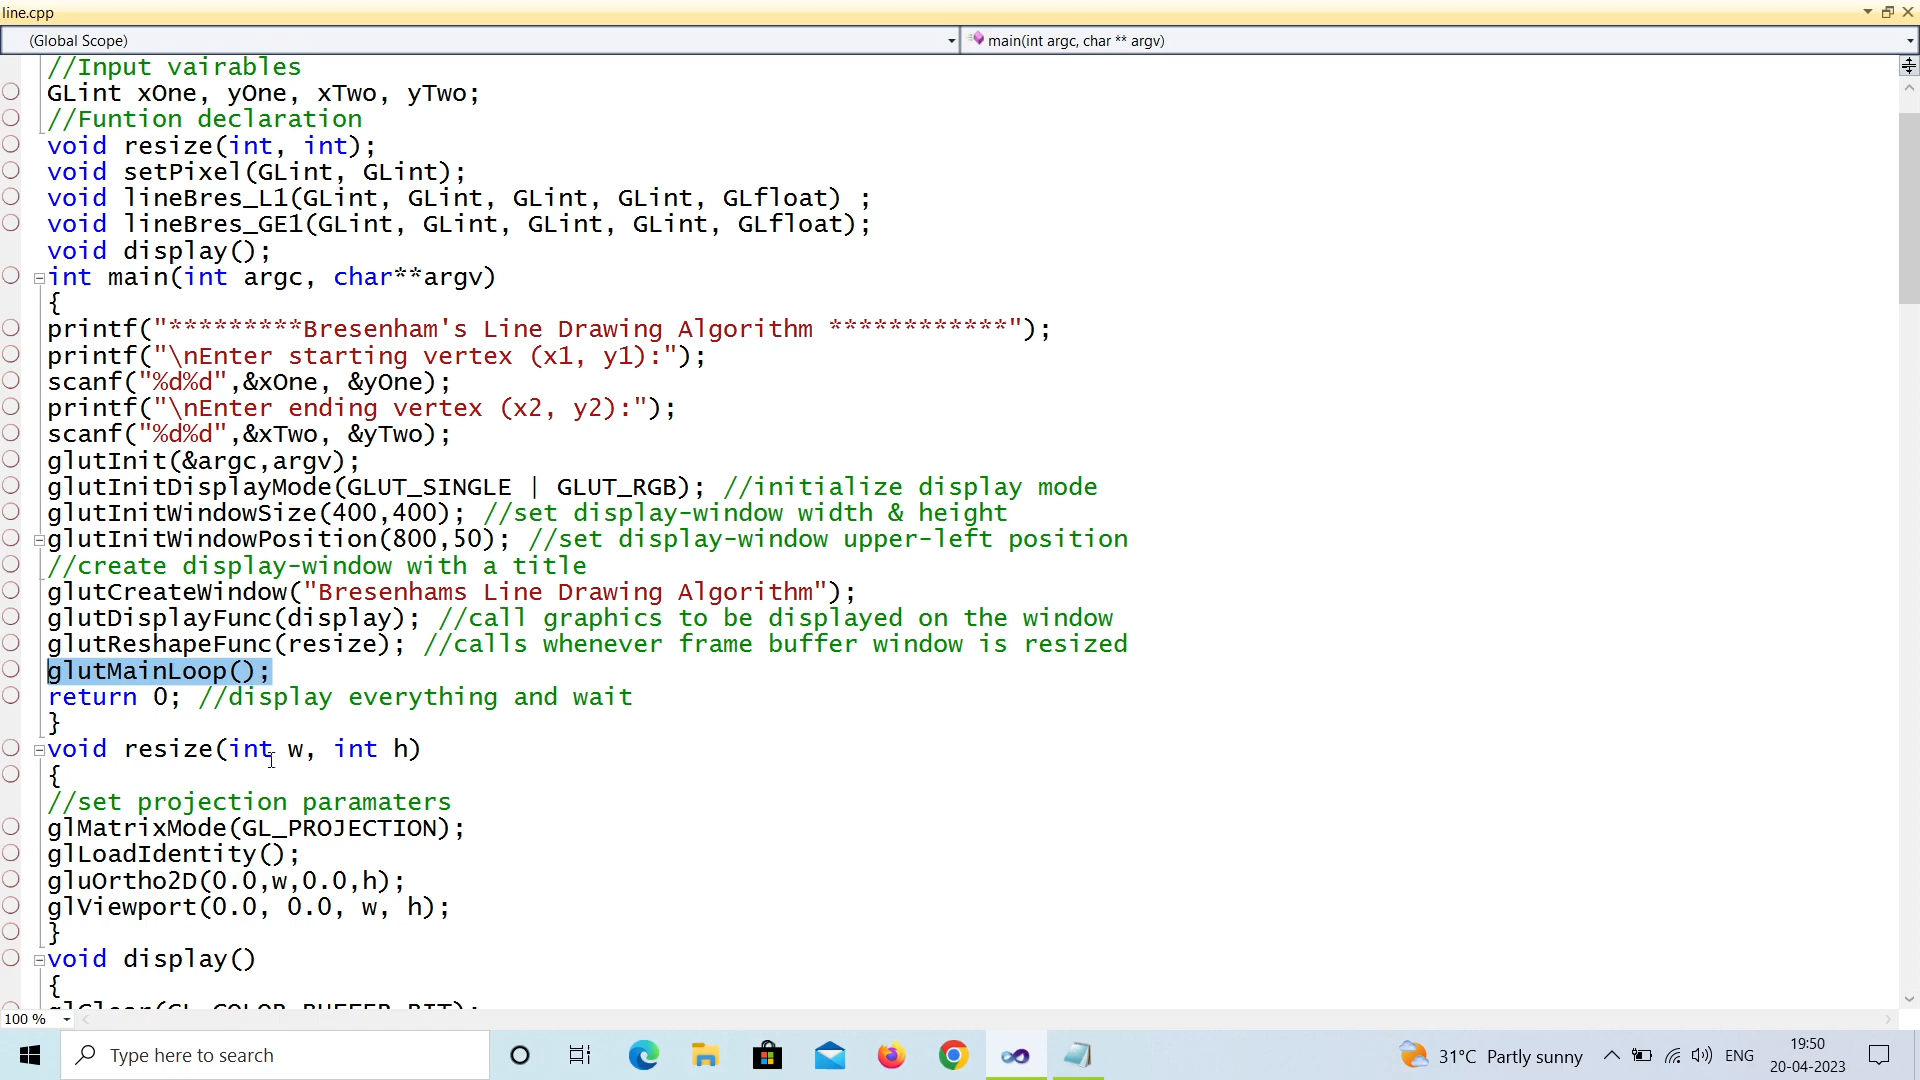 line.cpp
(Global Scope)
main(int argc, char ** argv)
//Input vairables
GLint xOne, yOne, xTwo, yTwo;
//Funtion declaration
void resize(int, int);
void setPixel(GLint, GLint);
void lineBres_L1(GLint, GLint, GLint, GLint, GLfloat) ;
void lineBres_GE1(GLint, GLint, GLint, GLint, GLfloat);
void display();
int main(int argc, char**argv)
{
printf("*********Bresenham's Line Drawing Algorithm ************");
printf("\nEnter starting vertex (x1, y1):");
scanf("%d%d",&xOne, &yOne);
printf("\nEnter ending vertex (x2, y2):");
scanf("%d%d",&xTwo, &yTwo);
glutInit(&argc,argv);
glutInitDisplayMode(GLUT_SINGLE | GLUT_RGB); //initialize display mode
glutInitWindowSize(400,400); //set display-window width & height
glutInitWindowPosition(800,50); //set display-window upper-left position
//create display-window with a title
glutCreateWindow("Bresenhams Line Drawing Algorithm");
glutDisplayFunc(display); //call graphics to be displayed on the window
glutReshapeFunc(resize); //calls whenever frame buffer window is resized
glutMainLoop();
return 0; //display everything and wait
}
void resize(int w, int h)
{
//set projection paramaters
glMatrixMode(GL_PROJECTION);
glLoadIdentity();
gluOrtho2D(0.0,w,0.0,h);
glViewport(0.0, 0.0, w, h);
}
void display()
{
glClear(GL_COLOR_BUFFER_BIT);
100 %
Type here to search
31°C Partly sunny
ENG
19:50
20-04-2023